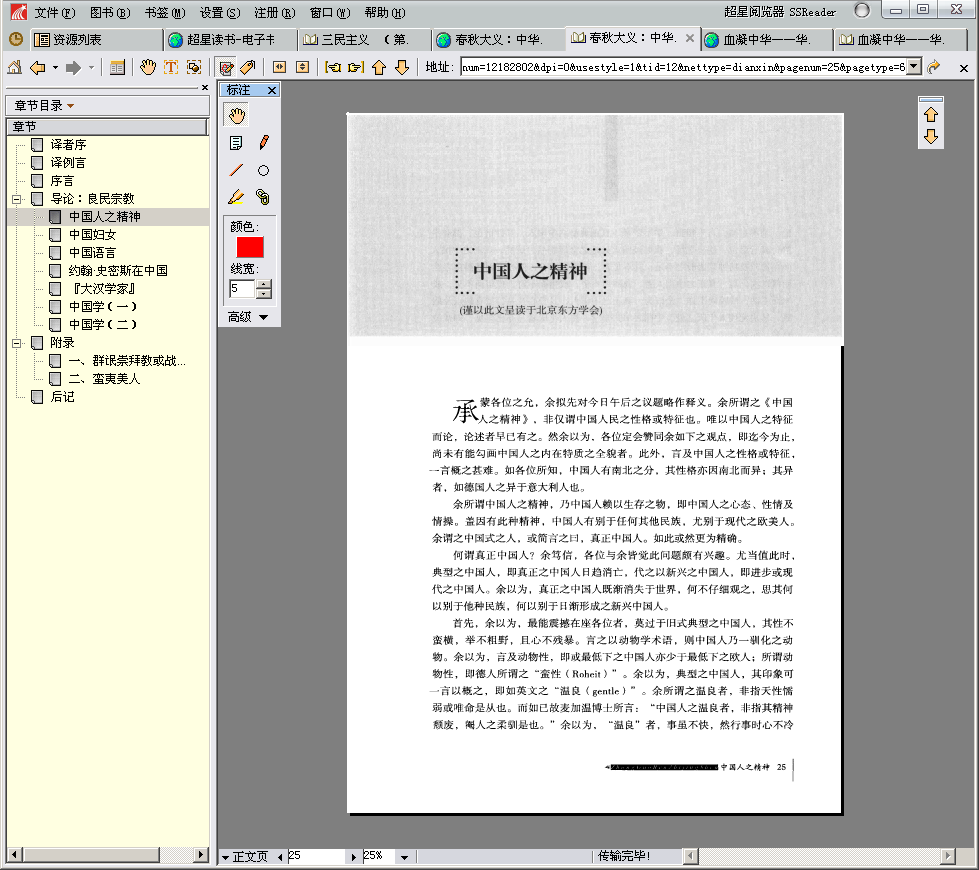 文件(F) 图书(B) 书签(M) 设置(S) 注册(R) 窗口(W) 帮助(H) 超星阅览器 SSReader
资源列表 超星读书-电子书 三民主义 (第. 春秋大义：中华. 春秋大义：中华. 血凝中华——华. 血凝中华——华.
地址: num=12182802&dpi=0&usestyle=1&tid=12&nettype=dianxin&pagenum=25&pagetype=6
章节目录
章节
译者序
译例言
序言
导论：良民宗教
中国人之精神
中国妇女
中国语言
约翰·史密斯在中国
『大汉学家』
中国学(一)
中国学(二)
附录
一、群氓崇拜教或战...
二、蛮夷美人
后记
标注
颜色:
线宽:
5
高级
中国人之精神
(谨以此文呈读于北京东方学会)
承蒙各位之允，余拟先对今日午后之议题略作释义。余所谓之《中国
人之精神》，非仅谓中国人民之性格或特征也。唯以中国人之特征
而论，论述者早已有之。然余以为，各位定会赞同余如下之观点，即迄今为止，
尚未有能勾画中国人之内在特质之全貌者。此外，言及中国人之性格或特征，
一言概之甚难。如各位所知，中国人有南北之分，其性格亦因南北而异；其异
者，如德国人之异于意大利人也。
余所谓中国人之精神，乃中国人赖以生存之物，即中国人之心态、性情及
情操。盖因有此种精神，中国人有别于任何其他民族，尤别于现代之欧美人。
余谓之中国式之人，或简言之曰，真正中国人。如此或然更为精确。
何谓真正中国人？余笃信，各位与余皆觉此问题颇有兴趣。尤当值此时，
典型之中国人，即真正之中国人日趋消亡，代之以新兴之中国人，即进步或现
代之中国人。余以为，真正之中国人既渐消失于世界，何不仔细观之，思其何
以别于他种民族，何以别于日渐形成之新兴中国人。
首先，余以为，最能震撼在座各位者，莫过于旧式典型之中国人，其性不
蛮横，举不粗野，且心不残暴。言之以动物学术语，则中国人乃一驯化之动
物。余以为，言及动物性，即或最低下之中国人亦少于最低下之欧人；所谓动
物性，即德人所谓之“蛮性（Roheit）”。余以为，典型之中国人，其印象可
一言以概之，即如英文之“温良（gentle）”。余所谓之温良者，非指天性懦
弱或唯命是从也。而如已故麦加温博士所言：“中国人之温良者，非指其精神
颓废，阉人之柔驯是也。”余以为，“温良”者，事虽不快，然行事时心不冷
中国人之精神 25
正文页 25 25% 传输完毕!